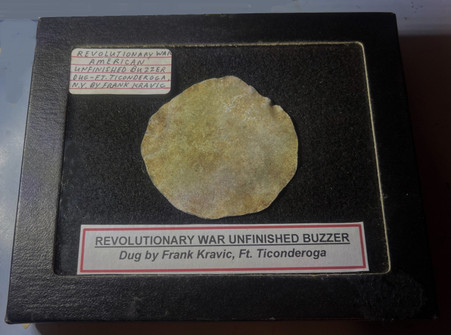 REVOLUTIONARY WAR
AMERICAN
UNFINISHED BUZZER
DUG-FT. TICONDEROGA,
N.Y. BY FRANK KRAVIC
REVOLUTIONARY WAR UNFINISHED BUZZER
Dug by Frank Kravic, Ft. Ticonderoga